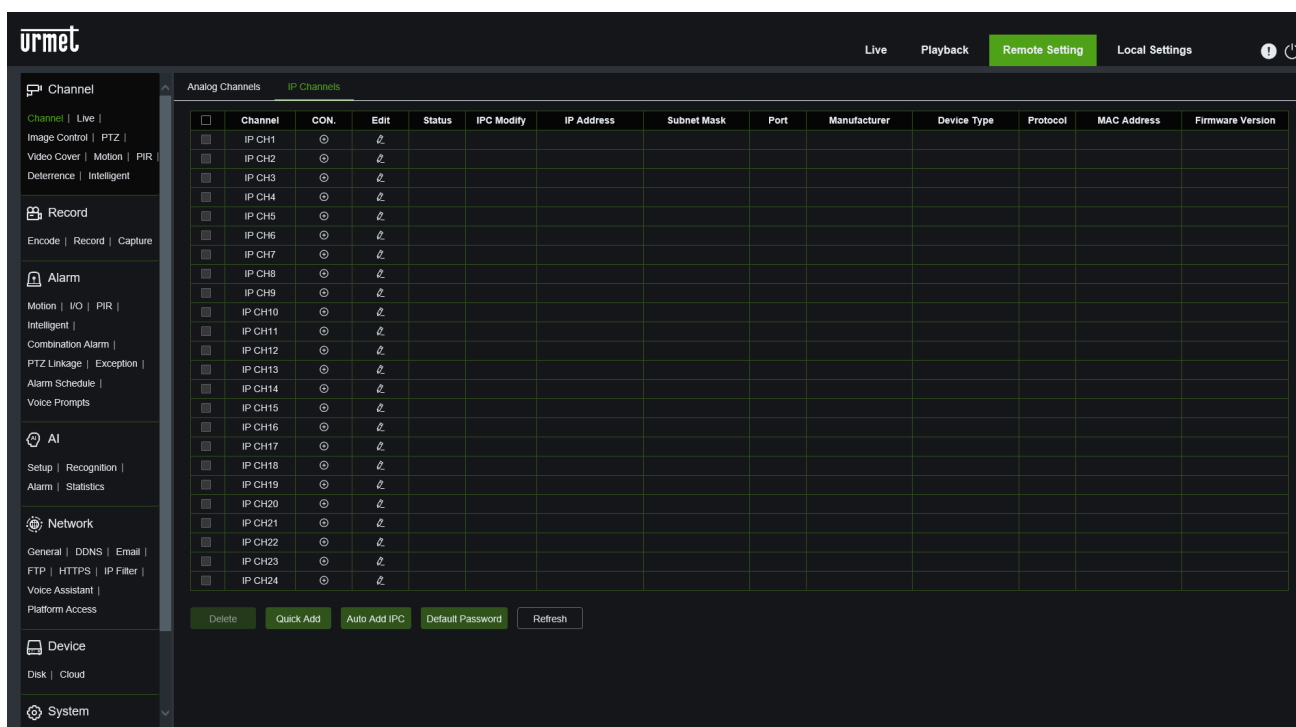 urmet
Live Playback Remote Setting Local Settings
Channel
Channel | Live |
Image Control | PTZ |
Video Cover | Motion | PIR |
Deterrence | Intelligent
Record
Encode | Record | Capture
Alarm
Motion | I/O | PIR |
Intelligent |
Combination Alarm |
PTZ Linkage | Exception |
Alarm Schedule |
Voice Prompts
AI
Setup | Recognition |
Alarm | Statistics
Network
General | DDNS | Email |
FTP | HTTPS | IP Filter |
Voice Assistant |
Platform Access
Device
Disk | Cloud
System
Analog Channels IP Channels
Channel CON. Edit Status IPC Modify IP Address Subnet Mask Port Manufacturer Device Type Protocol MAC Address Firmware Version
IP CH1
IP CH2
IP CH3
IP CH4
IP CH5
IP CH6
IP CH7
IP CH8
IP CH9
IP CH10
IP CH11
IP CH12
IP CH13
IP CH14
IP CH15
IP CH16
IP CH17
IP CH18
IP CH19
IP CH20
IP CH21
IP CH22
IP CH23
IP CH24
Delete Quick Add Auto Add IPC Default Password Refresh